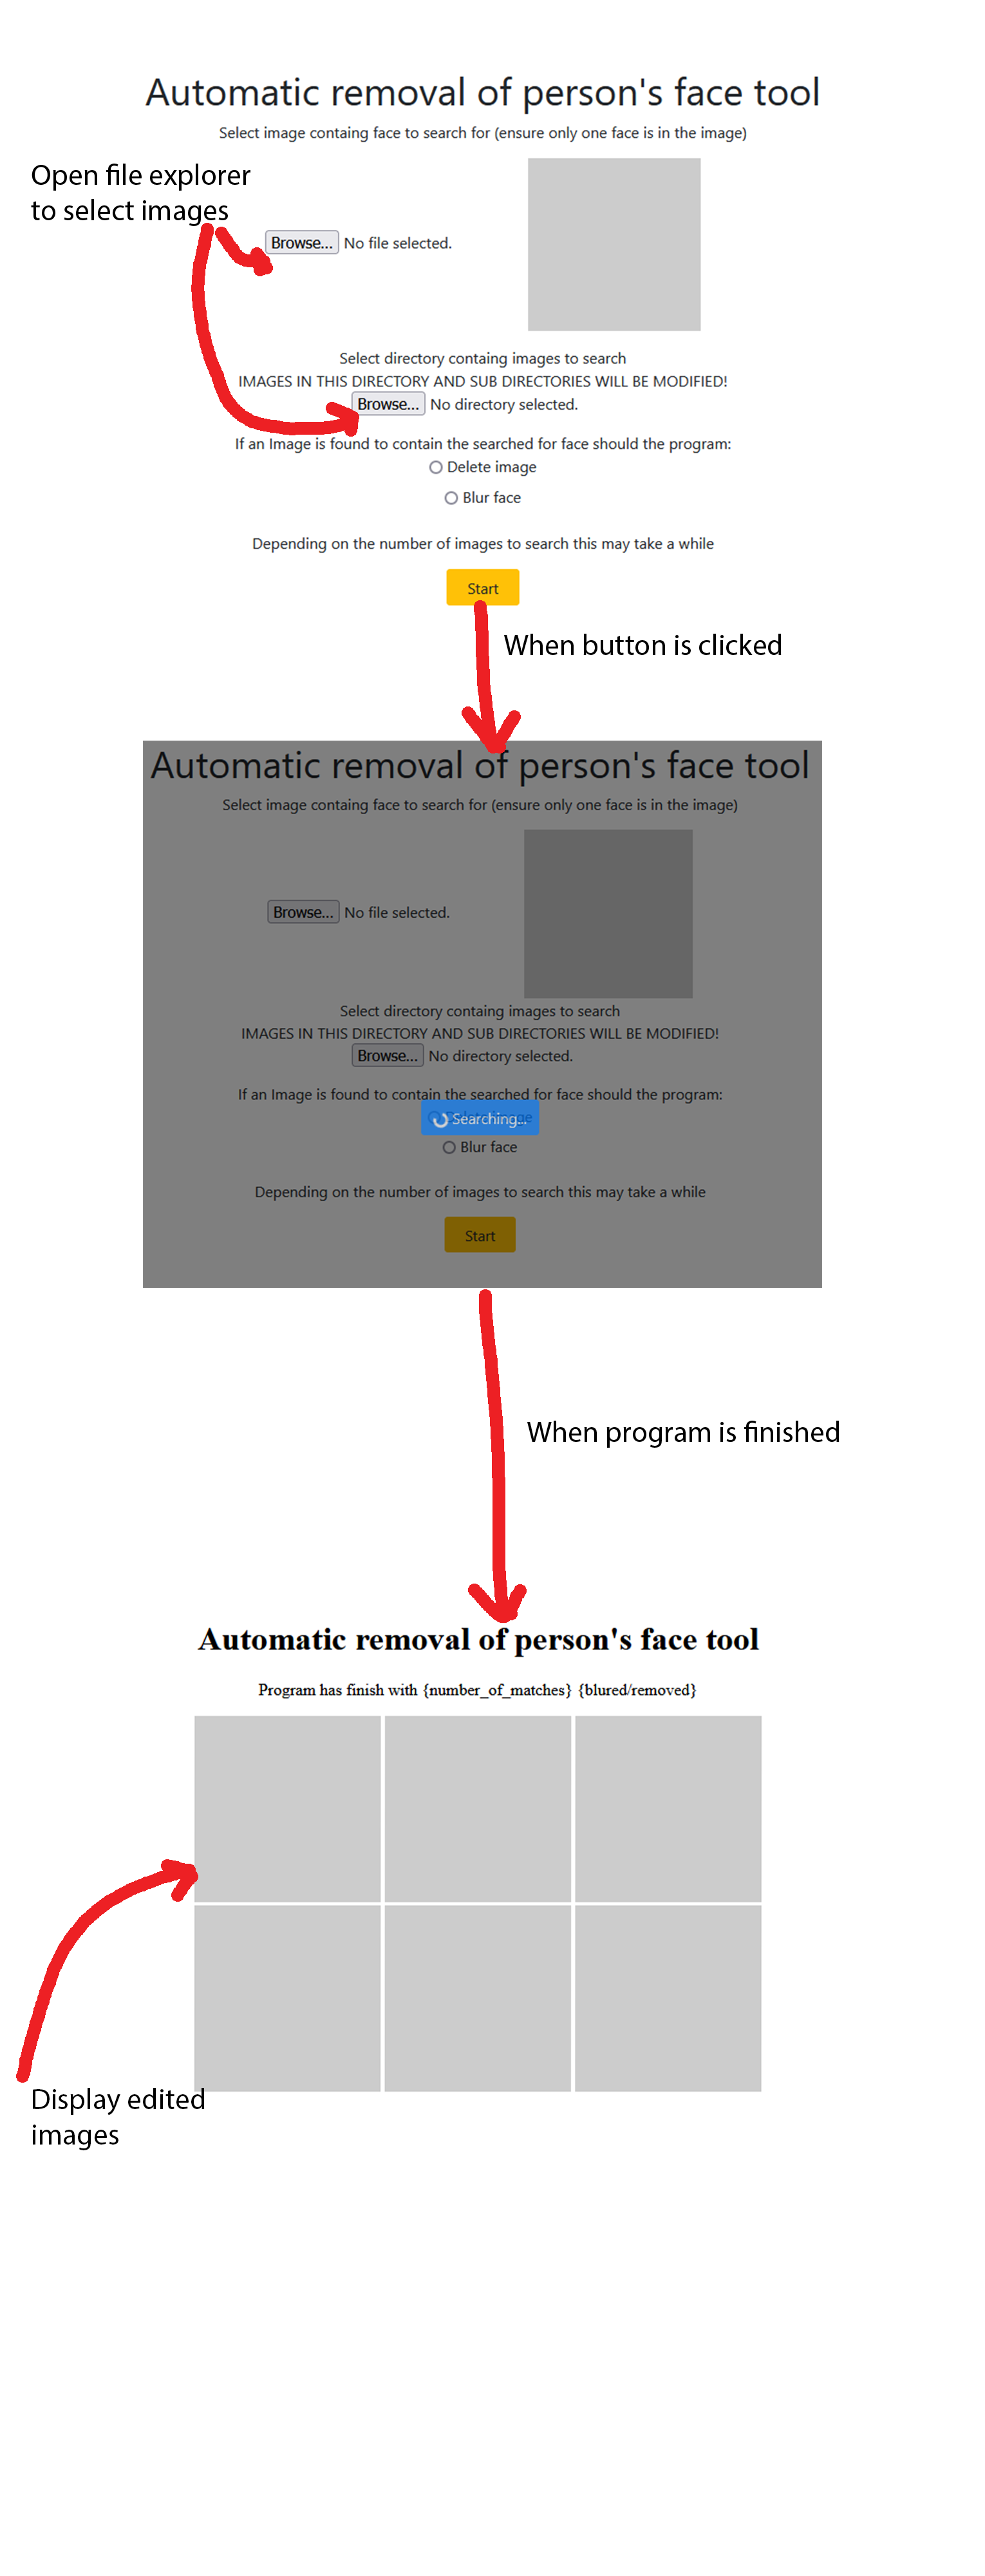 Automatic removal of person's face tool
Select image containg face to search for (ensure only one face is in the image)
Open file explorer
to select images
Browse... No file selected.
Select directory containg images to search
IMAGES IN THIS DIRECTORY AND SUB DIRECTORIES WILL BE MODIFIED!
Browse... No directory selected.
If an Image is found to contain the searched for face should the program:
Delete image
Blur face
Depending on the number of images to search this may take a while
Start
When button is clicked
Automatic removal of person's face tool
Select image containg face to search for (ensure only one face is in the image)
Browse... No file selected.
Select directory containg images to search
IMAGES IN THIS DIRECTORY AND SUB DIRECTORIES WILL BE MODIFIED!
Browse... No directory selected.
If an Image is found to contain the searched for face should the program:
Searching...
Blur face
Depending on the number of images to search this may take a while
Start
When program is finished
Automatic removal of person's face tool
Program has finish with {number_of_matches} {blured/removed}
Display edited
images